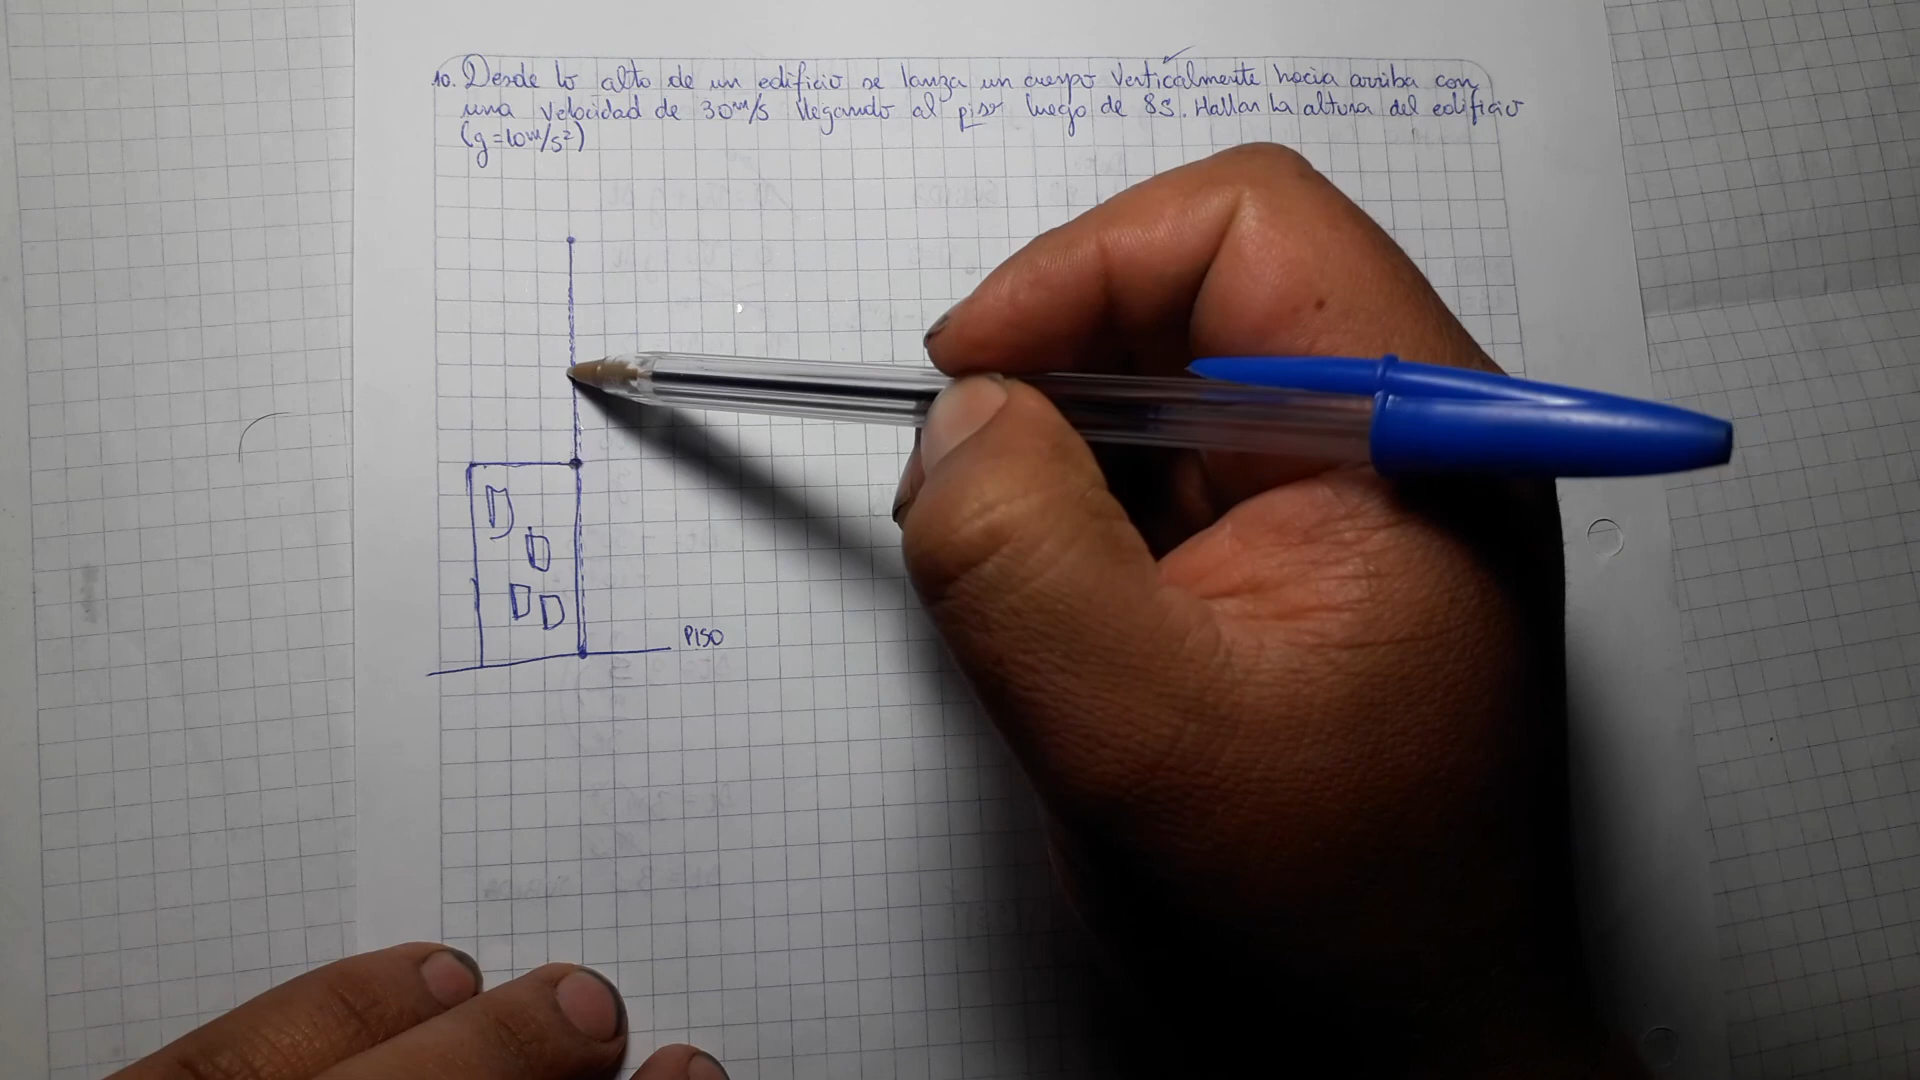 10. Desde lo alto de un edificio se lanza un cuerpo verticalmente hacia arriba con
una velocidad de 30m/s llegando al piso luego de 8s. Hallar la altura del edificio
(g=10m/s²)
PISO